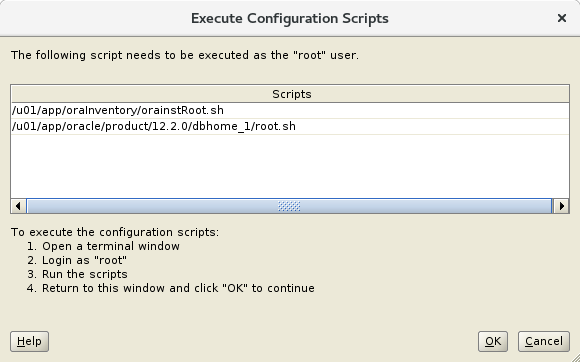 Execute Configuration Scripts
The following script needs to be executed as the "root" user.
Scripts
/u01/app/oraInventory/orainstRoot.sh
/u01/app/oracle/product/12.2.0/dbhome_1/root.sh
To execute the configuration scripts:
1. Open a terminal window
2. Login as "root"
3. Run the scripts
4. Return to this window and click "OK" to continue
Help
OK
Cancel